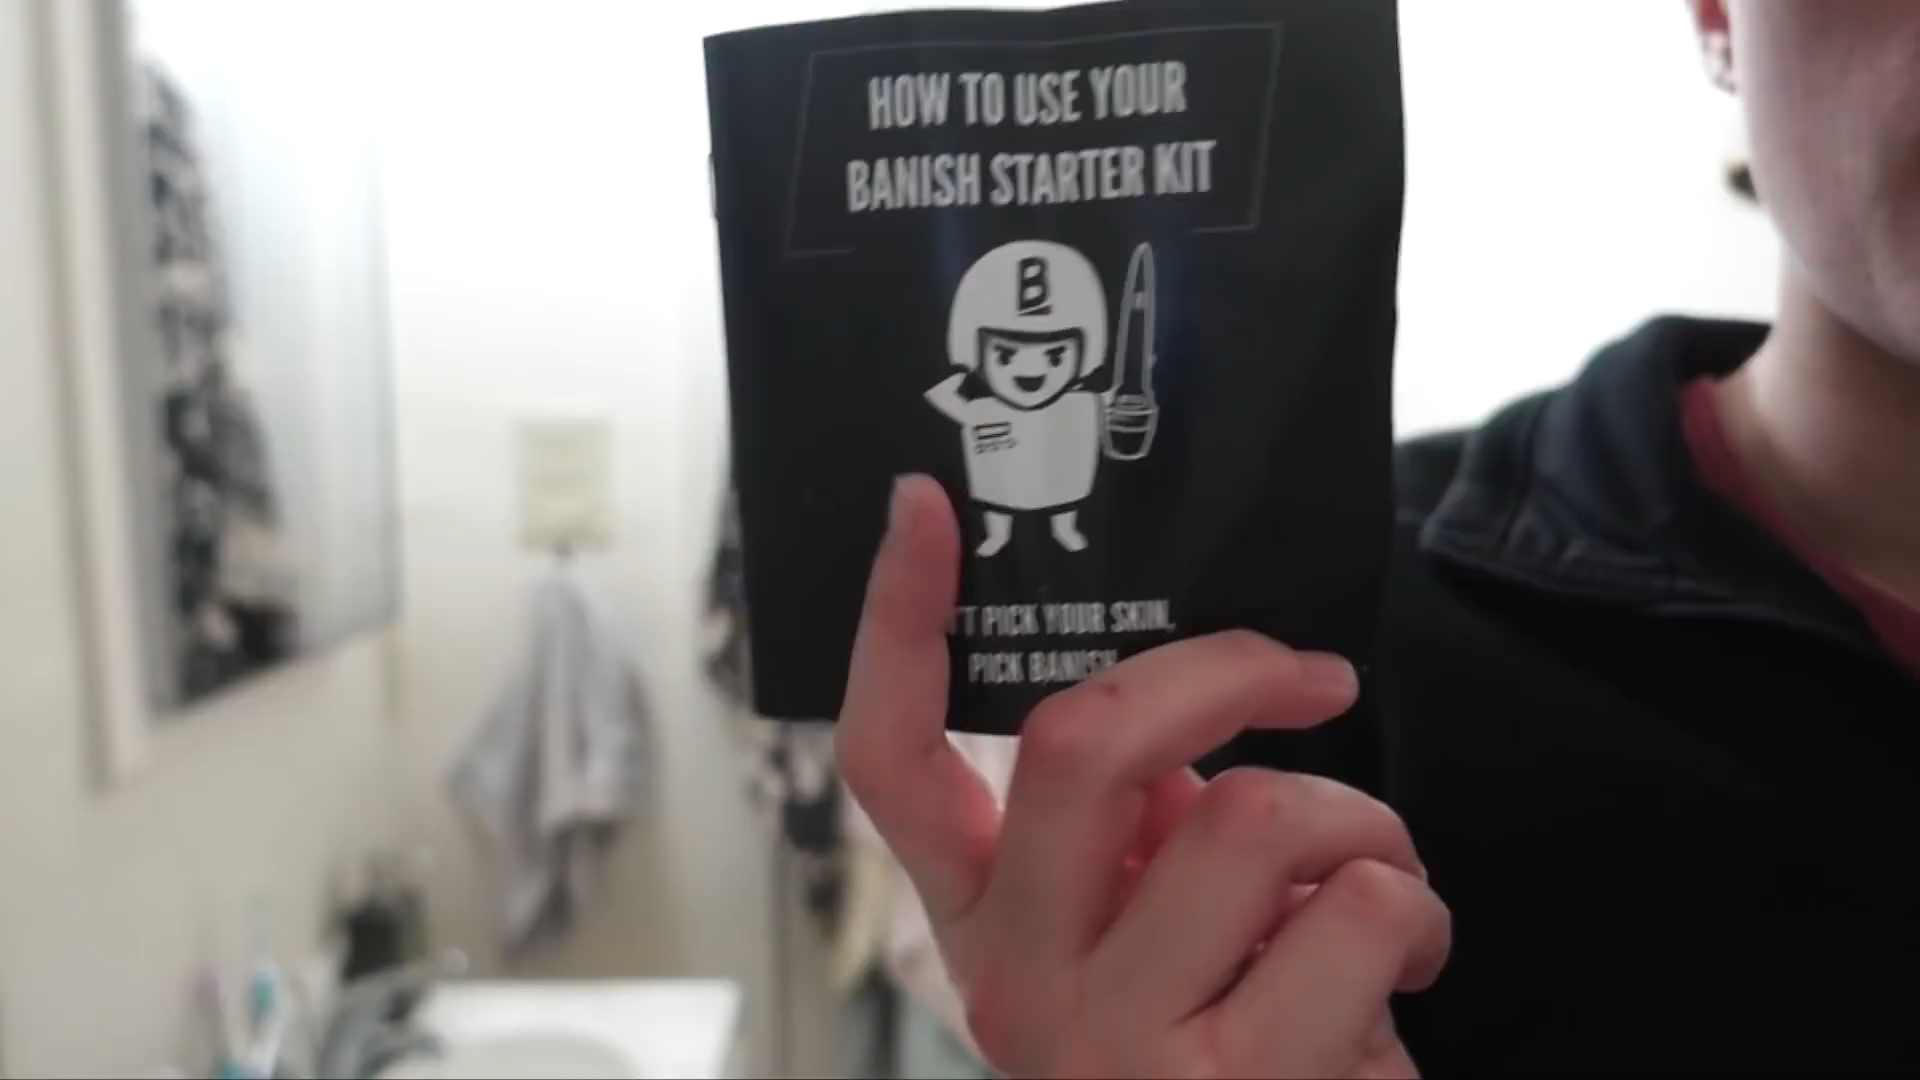 HOW TO USE YOUR
BANISH STARTER KIT
B
'T PICK YOUR SKIN,
PICK BANISH